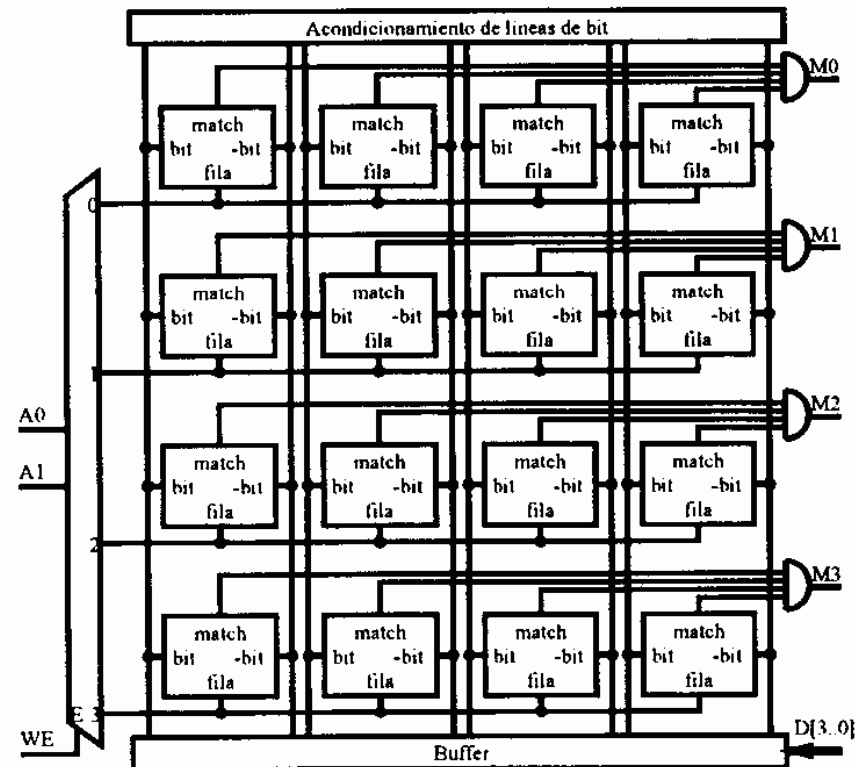 Acondicionamiento de lineas de bit
M0
match match match match
bit -bit bit -bit bit -bit bit -bit
fila fila fila fila
0
M1
match match match match
bit -bit bit -bit bit -bit bit -bit
fila fila fila fila
1
A0
M2
match match match match
A1
bit -bit bit -bit bit -bit bit -bit
fila fila fila fila
2
M3
match match match match
bit -bit bit -bit bit -bit bit -bit
fila fila fila fila
E 3
WE
D[3..0]
Buffer